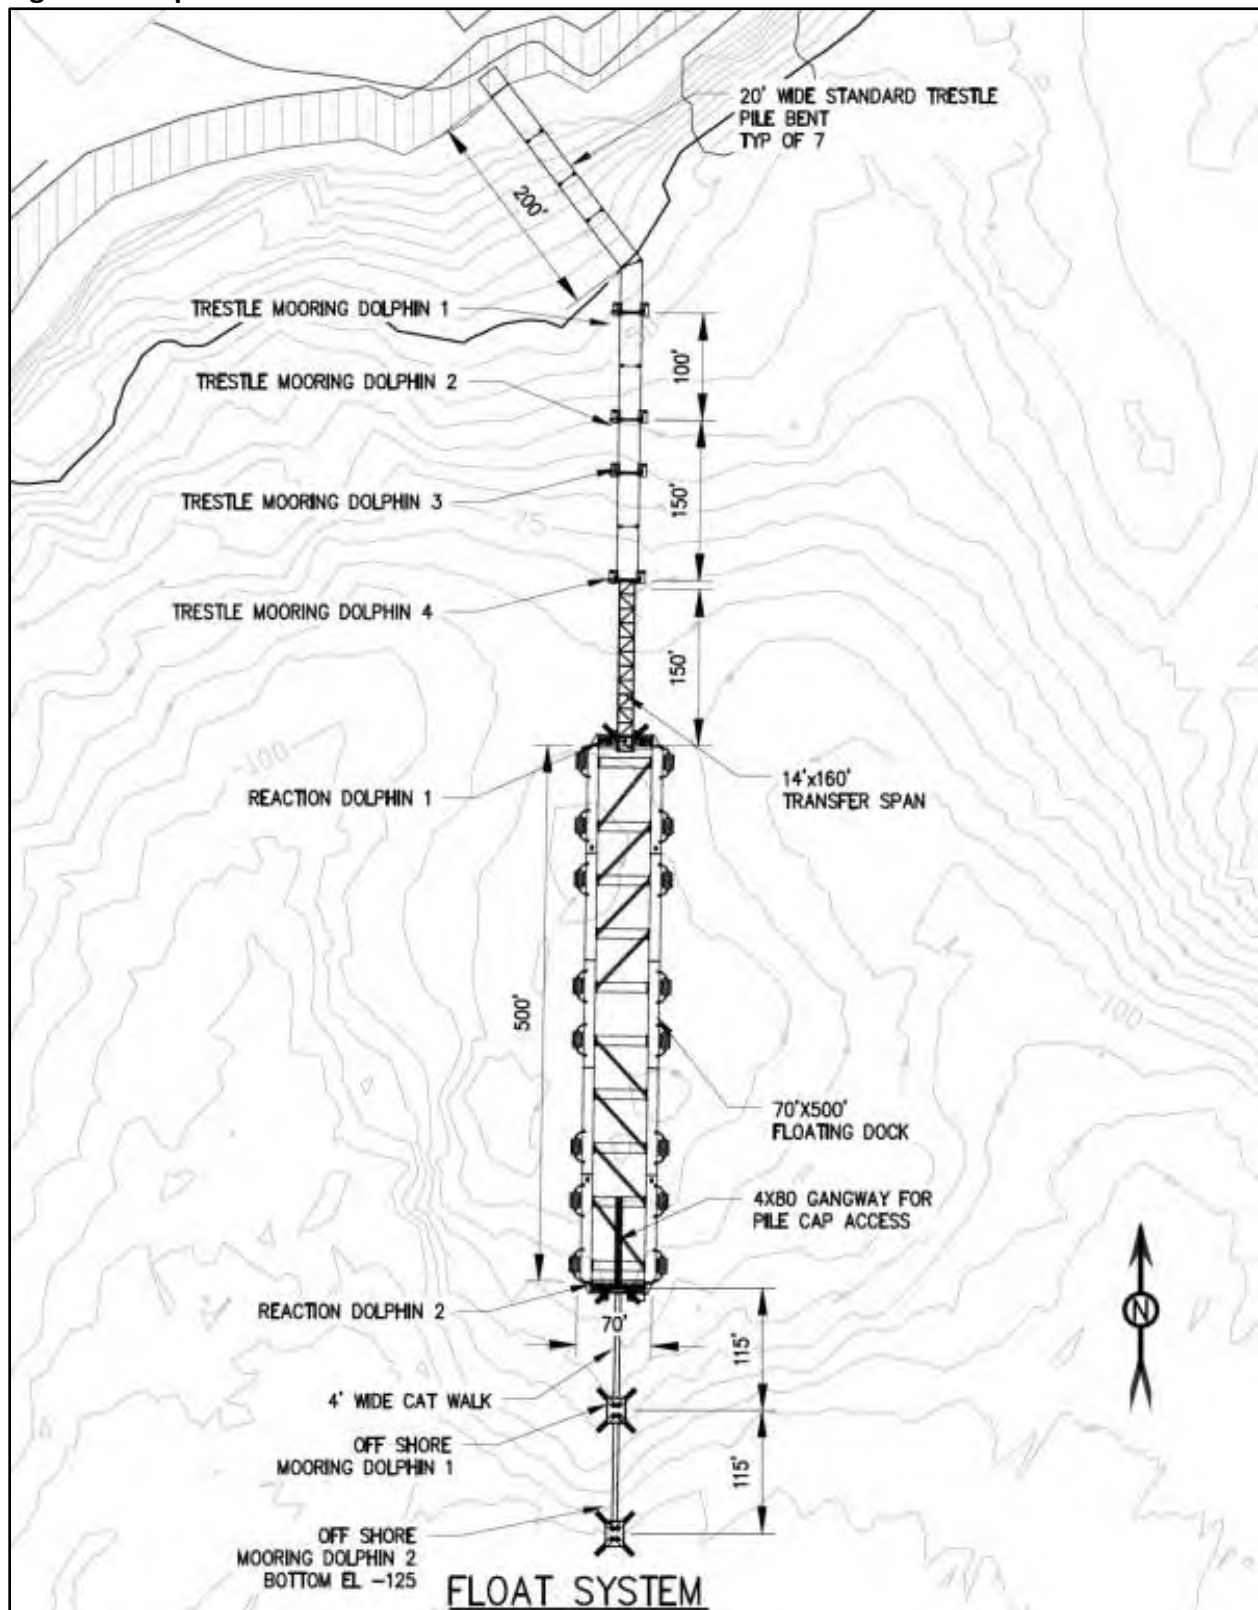 20' WIDE STANDARD TRESTLE
PILE BENT
TYP OF 7
200'
TRESTLE MOORING DOLPHIN 1
100'
TRESTLE MOORING DOLPHIN 2
150'
TRESTLE MOORING DOLPHIN 3
-75
TRESTLE MOORING DOLPHIN 4
150'
-100
14'x160'
TRANSFER SPAN
REACTION DOLPHIN 1
500'
-100
70'X500'
FLOATING DOCK
4X80 GANGWAY FOR
PILE CAP ACCESS
REACTION DOLPHIN 2
70'
115'
N
4' WIDE CAT WALK
OFF SHORE
MOORING DOLPHIN 1
115'
OFF SHORE
MOORING DOLPHIN 2
BOTTOM EL -125
FLOAT SYSTEM